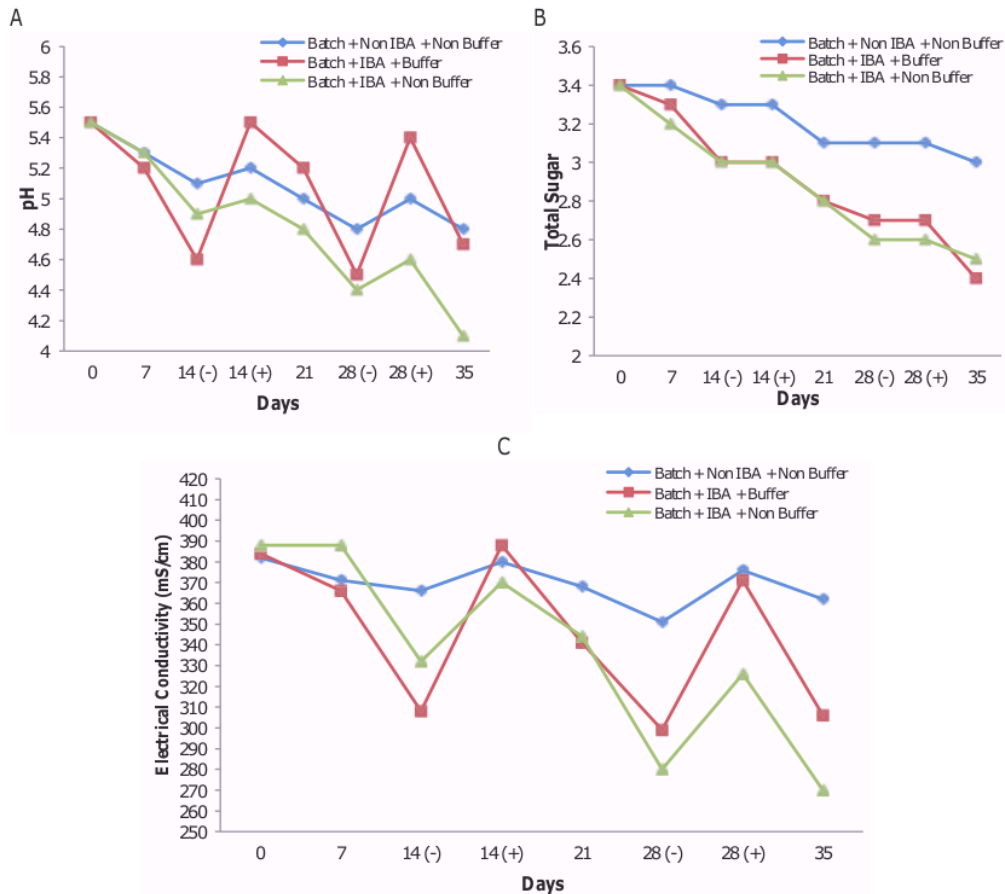 A
pH
6
5.8
5.6
5.4
5.2
5
4.8
4.6
4.4
4.2
4
Batch + Non IBA + Non Buffer
Batch + IBA + Buffer
Batch + IBA + Non Buffer
0 7 14 (-) 14 (+) 21 28 (-) 28 (+) 35
Days
B
Total Sugar
3.6
3.4
3.2
3
2.8
2.6
2.4
2.2
2
Batch + Non IBA + Non Buffer
Batch + IBA + Buffer
Batch + IBA + Non Buffer
0 7 14 (-) 14 (+) 21 28 (-) 28 (+) 35
Days
C
Electrical Conductivity (mS/cm)
420
410
400
390
380
370
360
350
340
330
320
310
300
290
280
270
260
250
Batch + Non IBA + Non Buffer
Batch + IBA + Buffer
Batch + IBA + Non Buffer
0 7 14 (-) 14 (+) 21 28 (-) 28 (+) 35
Days